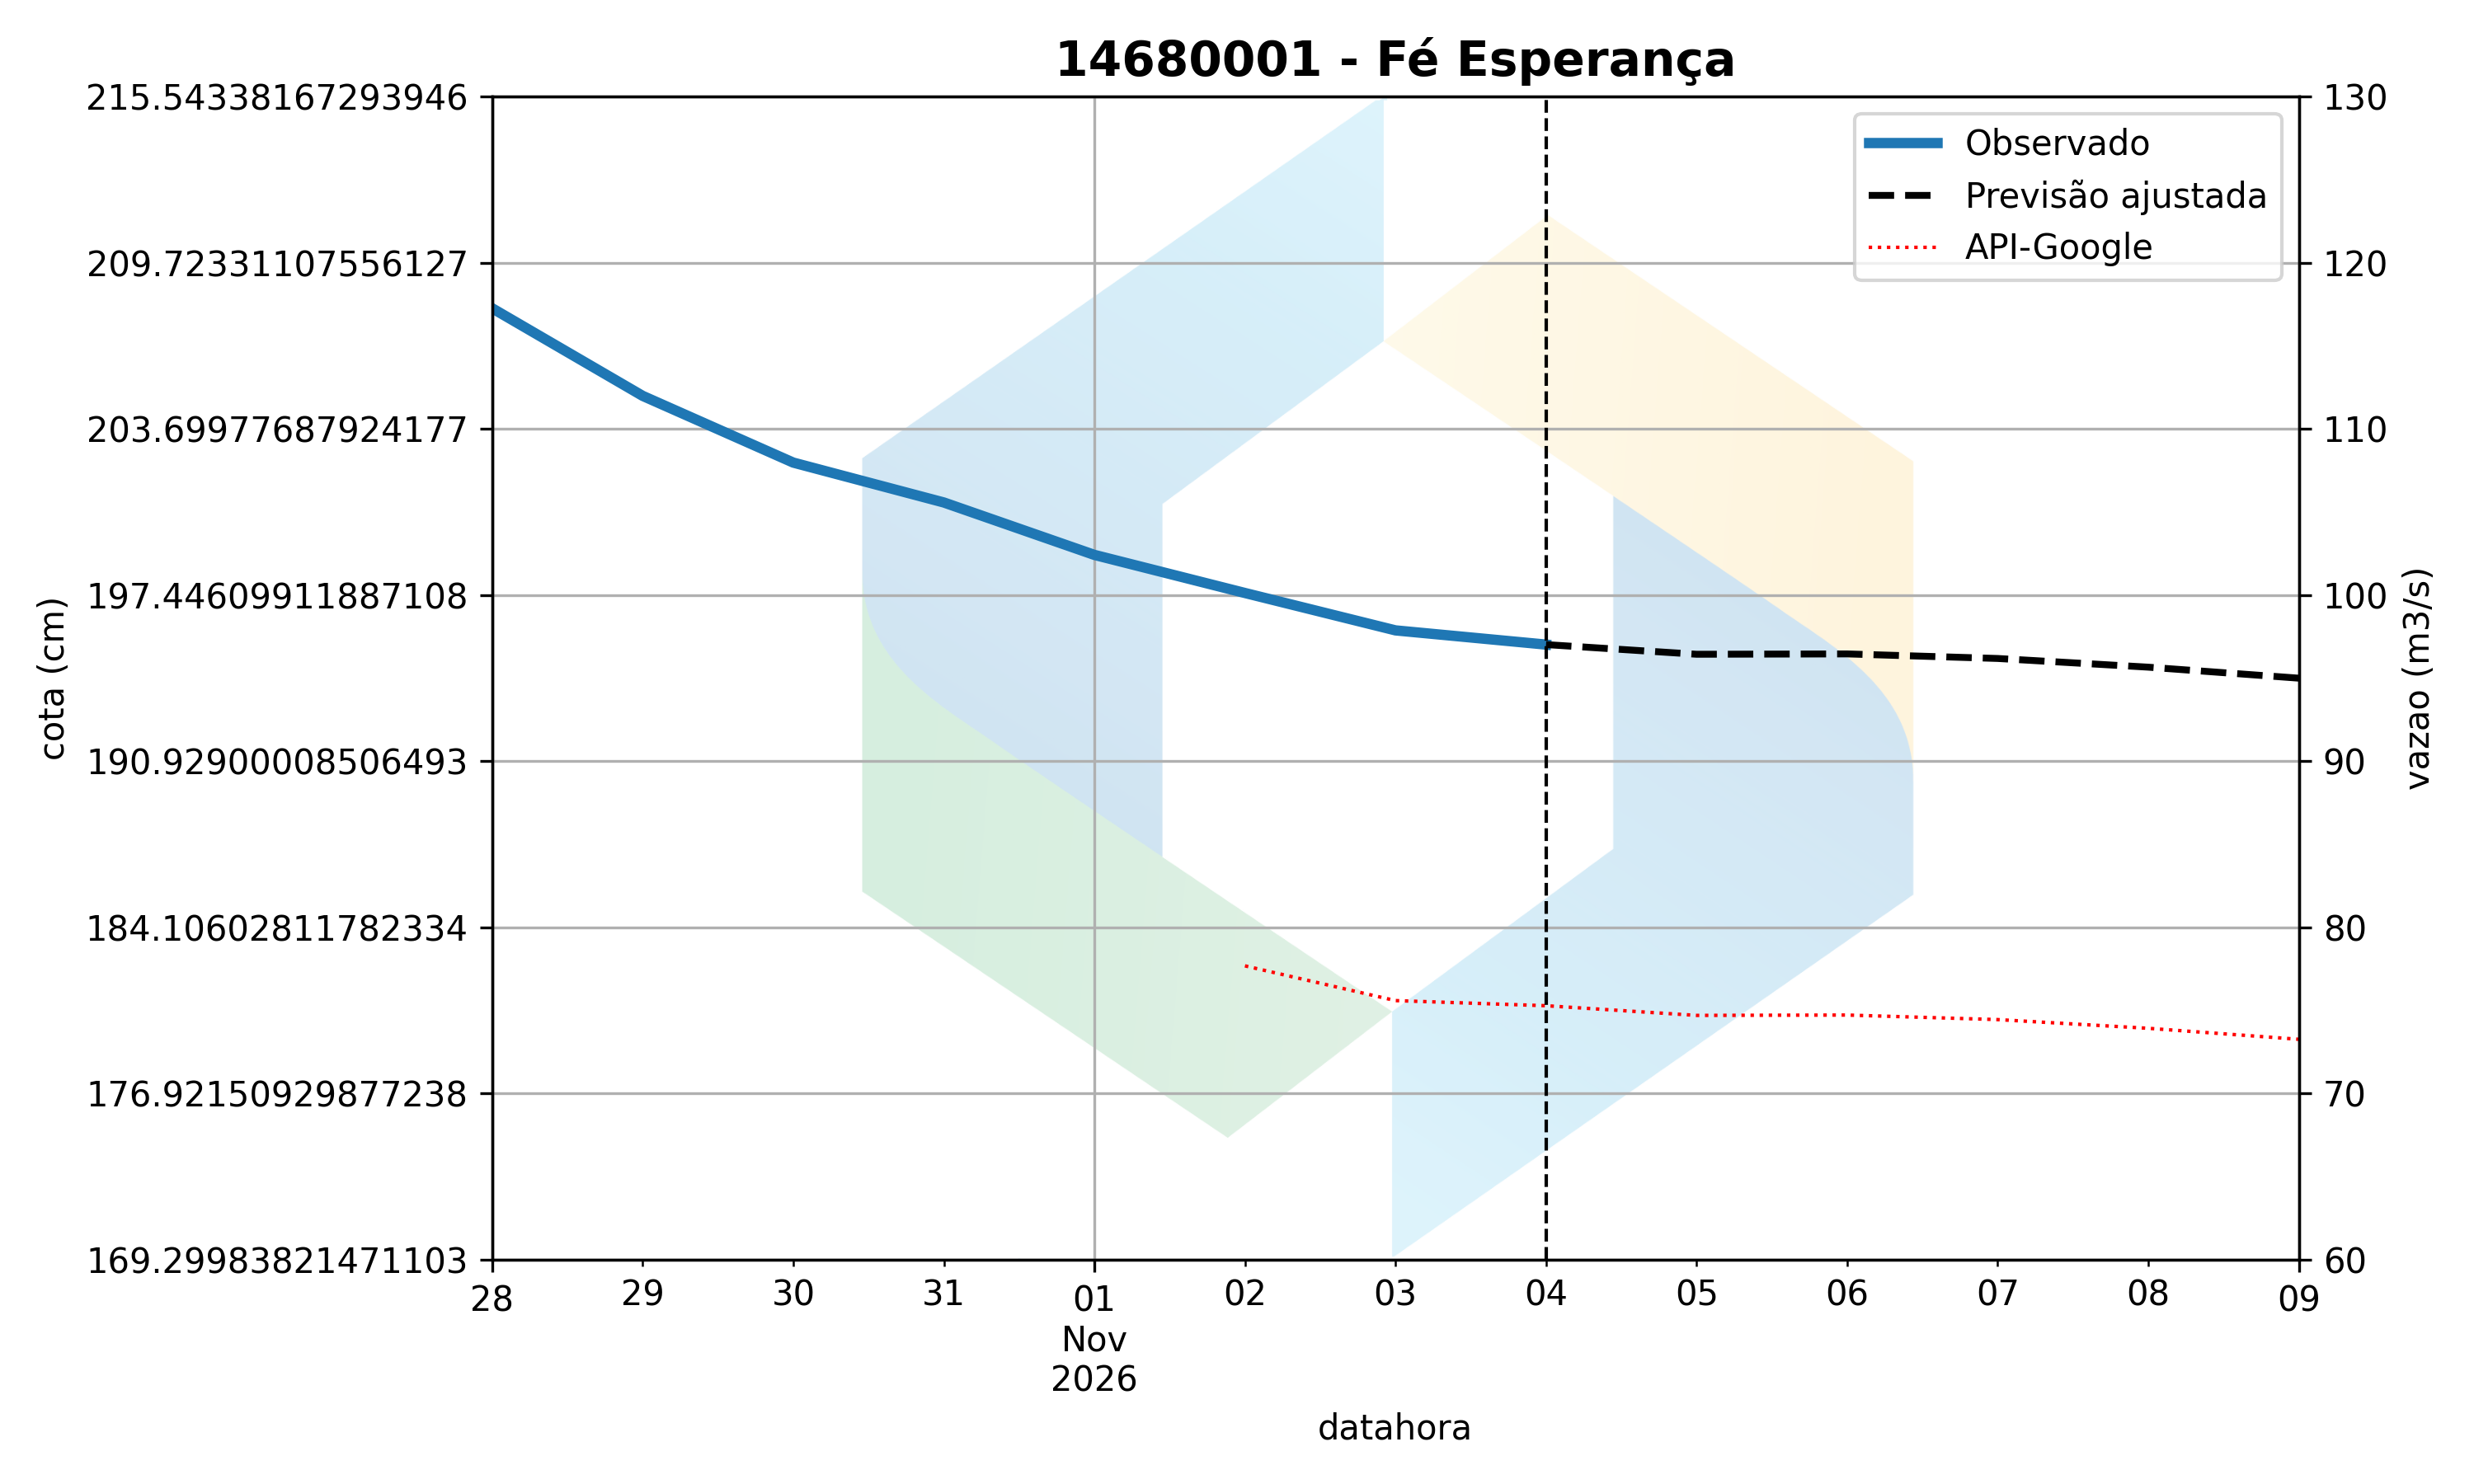 14680001 - Fé Esperança
215.54338167293946
209.72331107556127
203.69977687924177
197.44609911887108
190.92900008506493
184.10602811782334
176.92150929877238
169.29983821471103
cota (cm)
130
120
110
100
90
80
70
60
vazao (m3/s)
Observado
Previsão ajustada
API-Google
28 29 30 31 01 02 03 04 05 06 07 08 09
Nov
2026
datahora